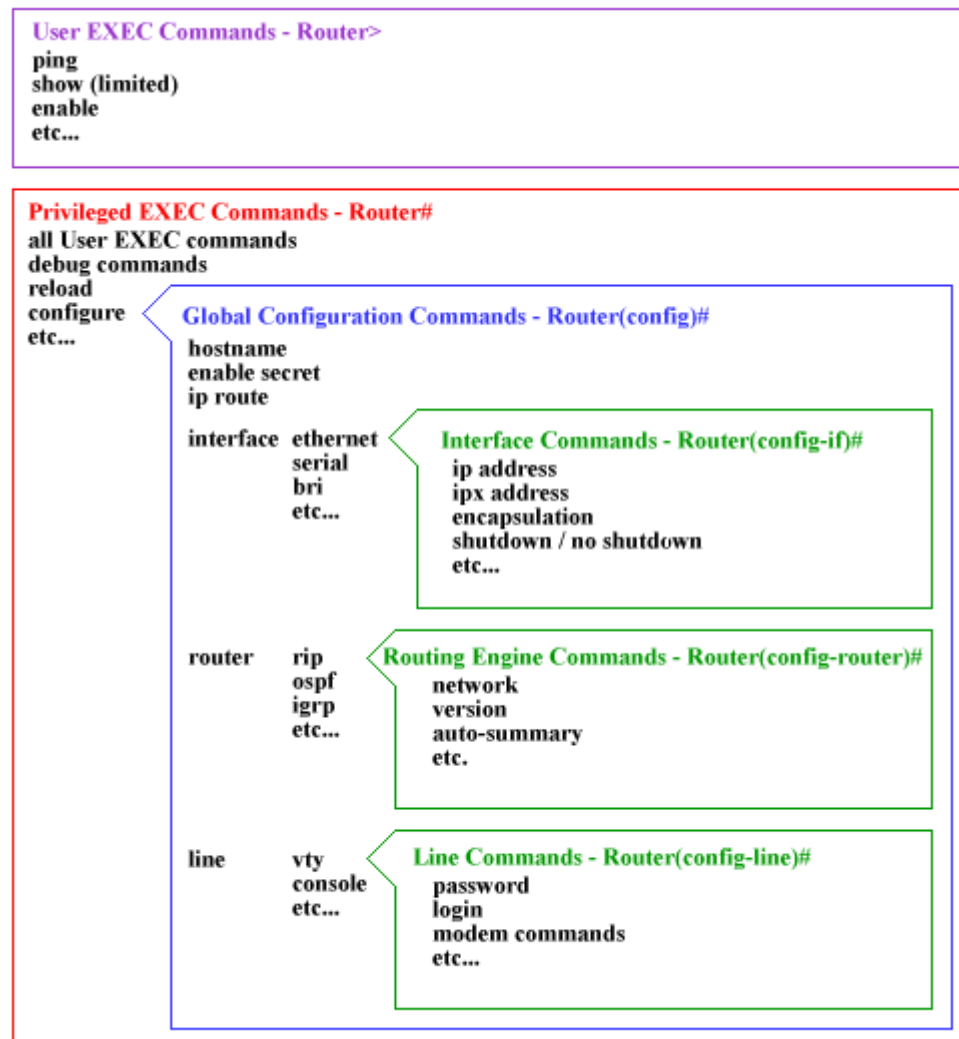 User EXEC Commands - Router>
ping
show (limited)
enable
etc...
Privileged EXEC Commands - Router#
all User EXEC commands
debug commands
reload
configure
etc...
Global Configuration Commands - Router(config)#
hostname
enable secret
ip route
interface ethernet
serial
bri
etc...
Interface Commands - Router(config-if)#
ip address
ipx address
encapsulation
shutdown / no shutdown
etc...
router rip
ospf
igrp
etc...
Routing Engine Commands - Router(config-router)#
network
version
auto-summary
etc.
line vty
console
etc...
Line Commands - Router(config-line)#
password
login
modem commands
etc...